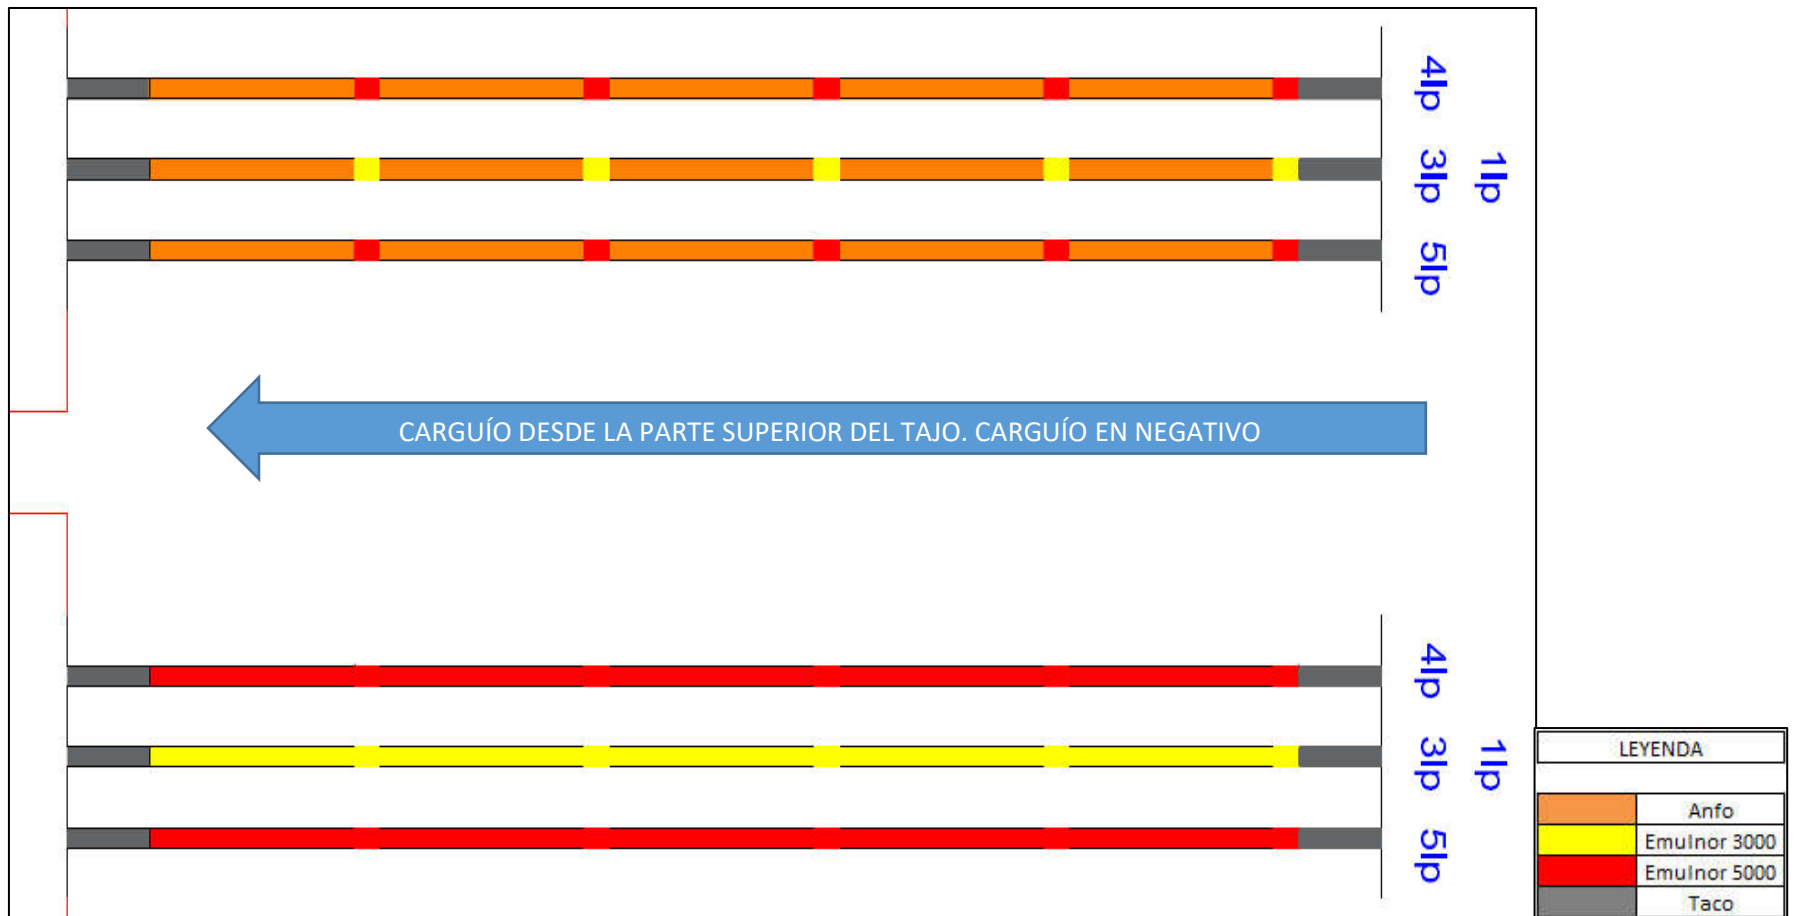 4lp
3lp 1lp
5lp
CARGUÍO DESDE LA PARTE SUPERIOR DEL TAJO. CARGUÍO EN NEGATIVO
4lp
3lp 1lp
5lp
LEYENDA
Anfo
Emulnor 3000
Emulnor 5000
Taco